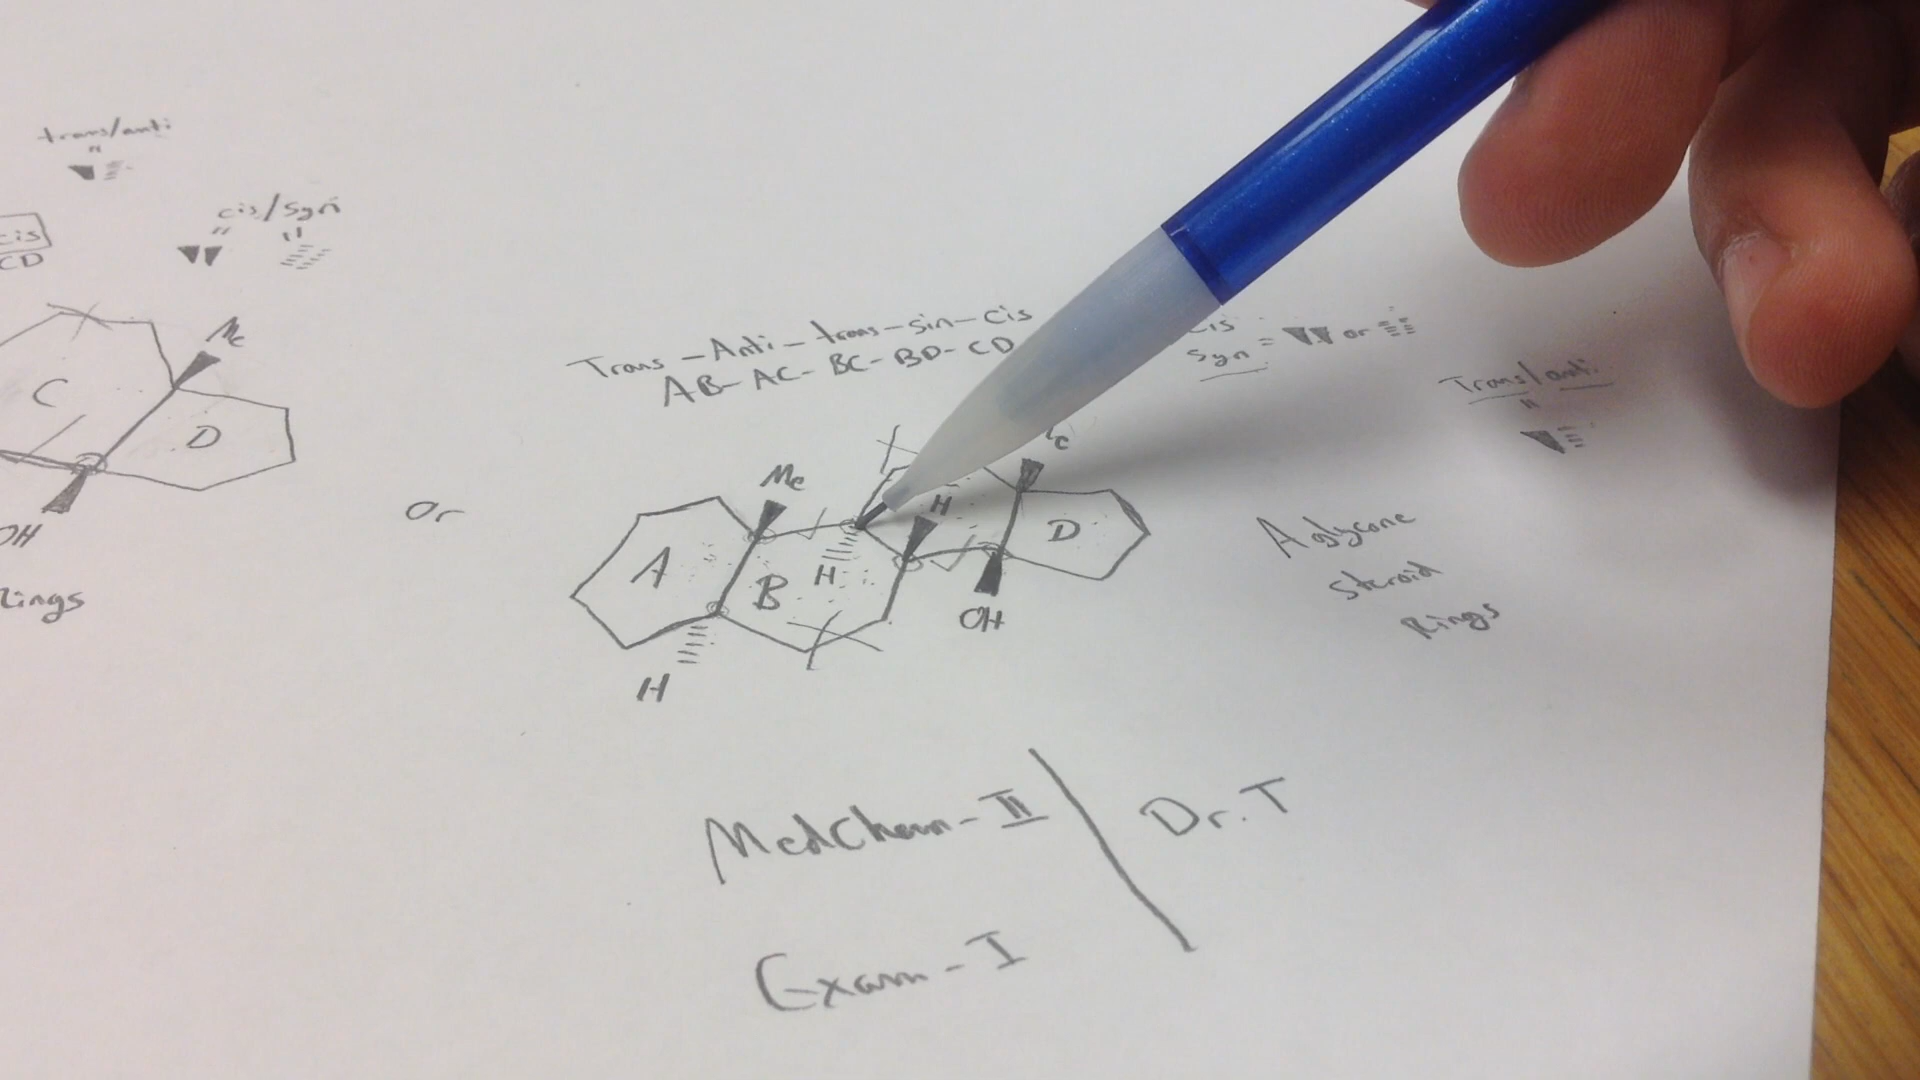 trans/anti
"
cis/syn
" "
cis
CD
Me
C
D
OH
Rings
or
Trans-Anti-trans-sin-cis
AB-AC-BC-BD-CD
cis
Syn = or
Trans/anti
"
Me
H
A
B
H
D
OH
H
Aglycone
Steroid
Rings
MedChem-II
Dr. T
Exam-I